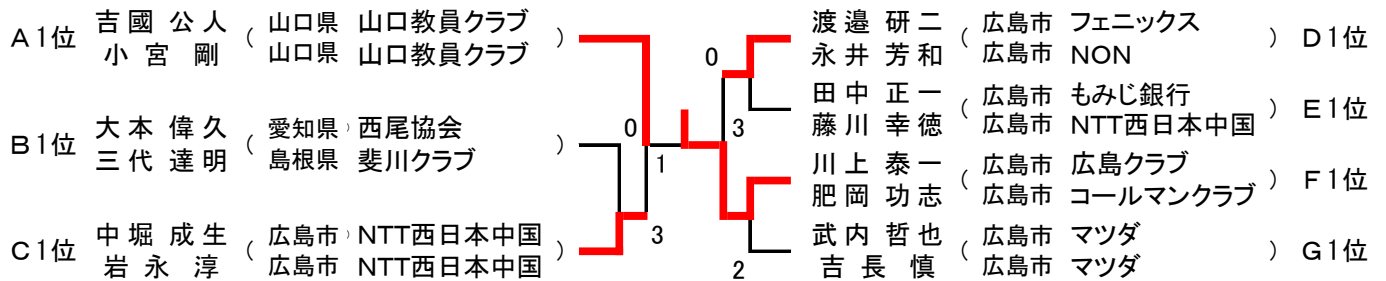 A1位 吉國 公人 ( 山口県 山口教員クラブ )
小宮 剛 山口県 山口教員クラブ
B1位 大本 偉久 ( 愛知県 ) 西尾協会 )
三代 達明 島根県 斐川クラブ
C1位 中堀 成生 ( 広島市 ) NTT西日本中国 )
岩永 淳 広島市 NTT西日本中国
0
1
3
0
3
2
渡邉 研二 ( 広島市 フェニックス ) D1位
永井 芳和 広島市 NON
田中 正一 ( 広島市 もみじ銀行 ) E1位
藤川 幸徳 広島市 NTT西日本中国
川上 泰一 ( 広島市 広島クラブ ) F1位
肥岡 功志 広島市 コールマンクラブ
武内 哲也 ( 広島市 マツダ ) G1位
吉長 慎 広島市 マツダ